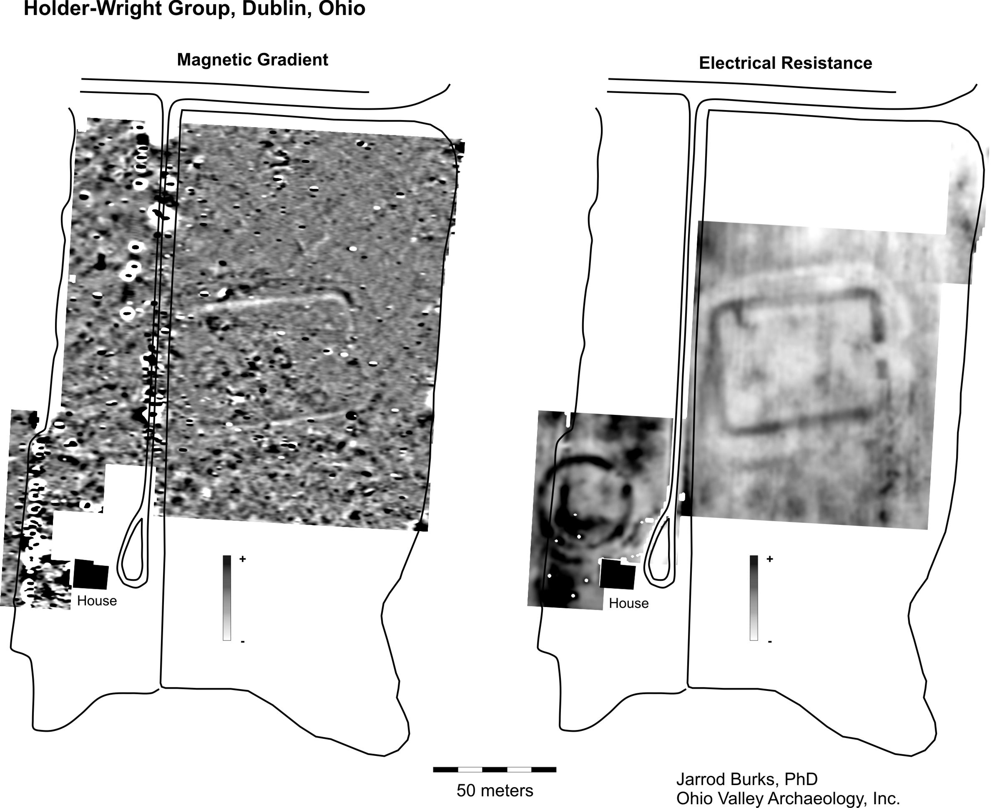 Holder-Wright Group, Dublin, Ohio
Magnetic Gradient
Electrical Resistance
+
-
House
+
-
House
50 meters
Jarrod Burks, PhD
Ohio Valley Archaeology, Inc.